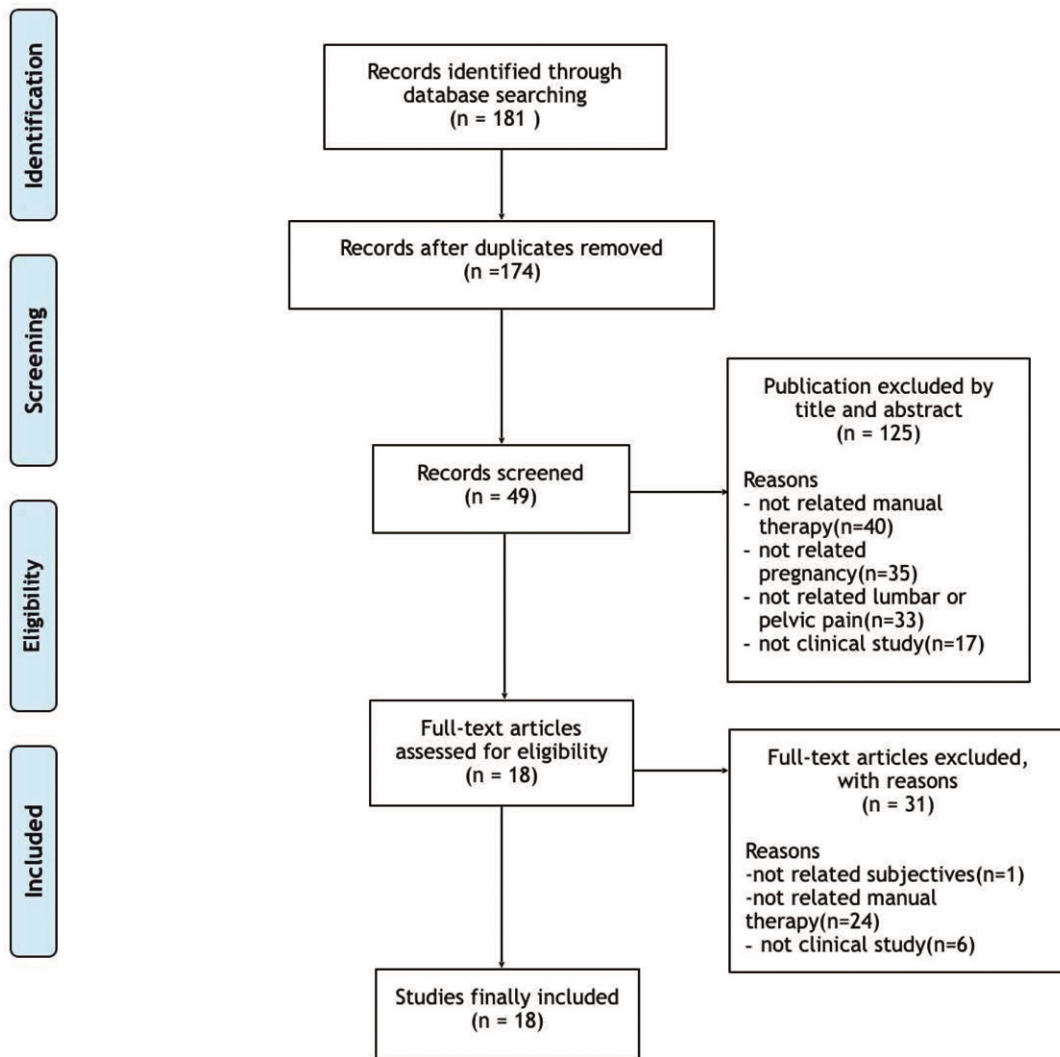 Identification
Records identified through
database searching
(n = 181 )
Records after duplicates removed
(n =174)
Screening
Publication excluded by
title and abstract
(n = 125)
Reasons
- not related manual
therapy(n=40)
- not related
pregnancy(n=35)
- not related lumbar or
pelvic pain(n=33)
- not clinical study(n=17)
Records screened
(n = 49)
Eligibility
Full-text articles
assessed for eligibility
(n = 18)
Full-text articles excluded,
with reasons
(n = 31)
Reasons
-not related subjectives(n=1)
-not related manual
therapy(n=24)
- not clinical study(n=6)
Included
Studies finally included
(n = 18)